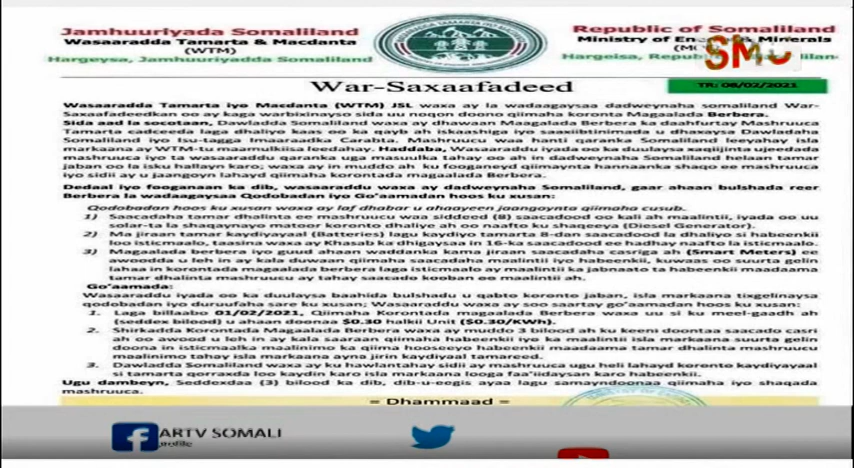 Jamhuuriyada Somaliland
Wasaaradda Tamarta & Macdanta
(WTM)
Hargeysa, Jamhuuriyadda Somaliland
Republic of Somaliland
Ministry of Energy & Minerals
Hargeisa, Republic of Somaliland
SMC
War-Saxaafadeed
TR: 08/02/2021
Wasaaradda Tamarta iyo Macdanta (WTM) JSL waxa ay la wadaagaysaa dadweynaha somaliland War-
Saxaafadeedkan oo ay kaga warbixinayso sida uu noqon doono qiimaha koronta Magaalada Berbera.
Sida aad la socotaan, Dawladda Somaliland waxa ay dhawaan Magaalada Berbera ka daahfurtay Mashruuca
Tamarta cadceeda laga dhaliyo kaas oo ka qayb ah iskaashiga iyo saaxiibtinimada u dhaxaysa Dawladaha
Somaliland iyo Isu-tagga Imaaraadka Carabta. Mashruucu waa hanti qaranka Somaliland leeyahay isla
markaana ay WTM-tu maamulkiisa leedahay. Haddaba, Wasaaradu iyada oo ka duulaysa xaqiijinta ujeedada
mashruuca iyo ta wasaaradu qaranka uga masuulka tahay oo ah in dadweynaha Somaliland helaan tamar
jaban oo la isku hallayn karo; waxa ay in muddo ah ku foogneyd qiimaynta hannaanka shaqo ee mashruuca
iyo sidii ay u jaangoyn lahayd qiimaha korontada magaalada Berbera.
Dedaal iyo fooganaan ka dib, wasaaraddu waxa ay dadweynaha Somaliland, gaar ahaan bulshada reer
Berbera la wadaagaysa Qodobadan iyo Go'aamadan hoos ku xusan:
Qodobadan hoos ku xusan waxa ay laf dhabar u ahaayeen jaangoynta qiimaha cusub.
1) Saacadaha tamar dhalinta ee mashruucu waa siddeed (8) saacadood oo kali ah maalintii, iyada oo uu
solar-ta la shaqaynayo matoor koronto dhaliye ah oo naafto ku shaqeeya (Diesel Generator).
2) Ma jiraan tamar kaydiyayaal (Batteries) lagu kaydiyo tamarta 8-dan saacadood la dhaliyo si habeenkii
loo isticmaalo, taasina waxa ay Khasab ka dhigaysa in 16-ka saacadood ee hadhay naafto la isticmaalo.
3) Magaalada berbera iyo guud ahaan waddanka kama jiraan saacadaha casriga ah (Smart Meters) ee
awoodda u leh in ay kala duwaan qiimaha saacadaha maalintii iyo habeenkii, kuwaas oo suurta gelin
lahaa in korontada magaalada berbera laga isticmaalo ay maalintii ka jabnaato ta habeenkii maadaama
tamar dhalinta mashruucu ay tahay saacado kooban oo maalintii ah.
Go'aamada:
Wasaaradu iyada oo ka duulaysa baahida bulshadu u qabto koronto jaban, isla markaana tixgelinaysa
qodobadan iyo duruufaha sare ku xusan; Wasaaraddu waxa ay soo saartay go'aamadan hoos ku xusan:
1. Laga billaabo 01/02/2021, Qiimaha Korontada magaalada Berbera waxa uu si ku meel-gaadh ah
(seddex bilood) u ahaan doonaa $0.30 halkii Unit ($0.30/KWh).
2. Shirkadda Korontada Magaalada Berbera waxa ay mudo 3 bilood ah ku keeni doontaa saacado casri
ah oo awood u leh in ay kala saaraan qiimaha habeenkii iyo ka maalintii isla markaana suurta gelin
doona in isticmaalka maalinimo ka qiima hooseeyo habeenkii maadaama tamar dhalinta mashruucu
maalinimo tahay isla markaana ayna jirin kaydiyaal tamareed.
3. Dawladda Somaliland waxa ay ku hawlantahay sidii ay mashruucu ugu heli lahayd koronto kaydiyayaal
si tamarta qorraxda loo kaydin karo isla markaana looga faa'iidaysan karo habeenkii.
Ugu dambeyn, Seddexdaa (3) bilood ka dib, dib-u-eegis ayaa lagu samayndoonaa qiimaha iyo shaqada
mashruuca.
= Dhammaad =
ARTV SOMALI
profile